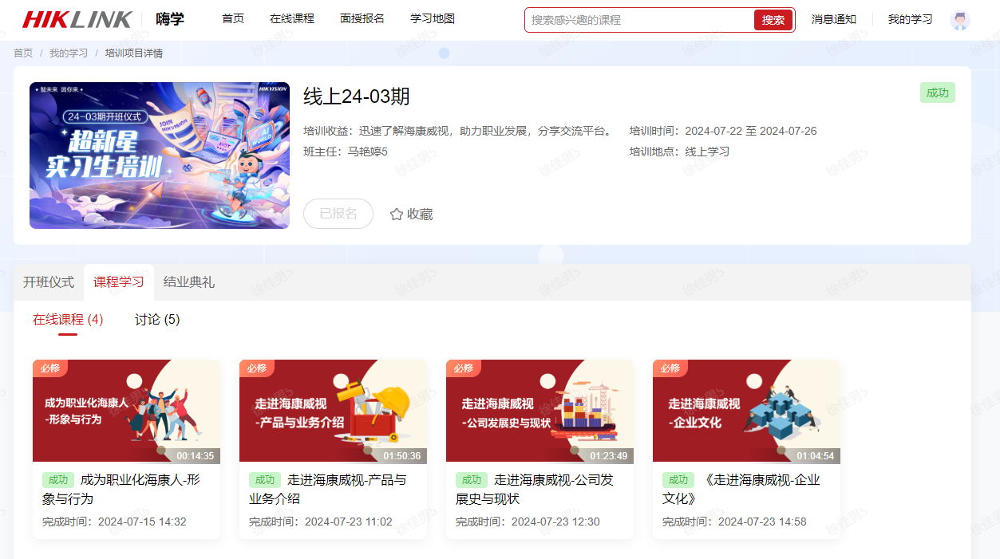 HIKLINK 嗨学 首页 在线课程 面授报名 学习地图 搜索感兴趣的课程 搜索 消息通知 我的学习
首页 / 我的学习 / 培训项目详情
智未来 因你来 HIKVISION
24-03期开班仪式
超新星
实习生培训
JOIN
HIKVISION
AI
WORLD
线上24-03期
成功
培训收益：迅速了解海康威视，助力职业发展，分享交流平台。 培训时间：2024-07-22 至 2024-07-26
班主任：马艳婷5 培训地点：线上学习
已报名 收藏
开班仪式 课程学习 结业典礼
在线课程 (4) 讨论 (5)
必修
成为职业化海康人
-形象与行为
00:14:35
成功 成为职业化海康人-形
象与行为
完成时间：2024-07-15 14:32
必修
走进海康威视
-产品与业务介绍
01:50:36
成功 走进海康威视-产品与
业务介绍
完成时间：2024-07-23 11:02
必修
走进海康威视
-公司发展史与现状
01:23:49
成功 走进海康威视-公司发
展史与现状
完成时间：2024-07-23 12:30
必修
走进海康威视
-企业文化
01:04:54
成功 《走进海康威视-企业
文化》
完成时间：2024-07-23 14:58
徐佳男5